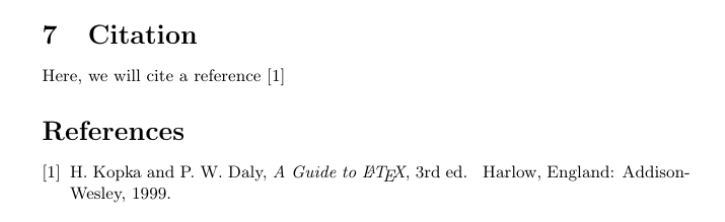 7 Citation
Here, we will cite a reference [1]
References
[1] H. Kopka and P. W. Daly, A Guide to LATEX, 3rd ed. Harlow, England: Addison-
Wesley, 1999.